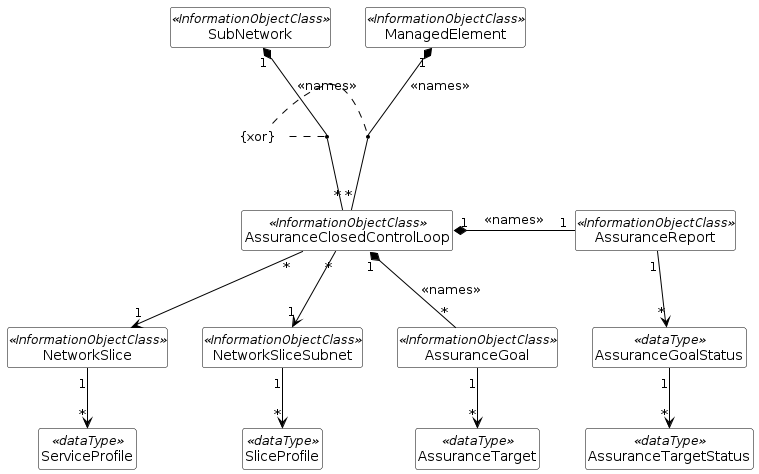 «InformationObjectClass»
SubNetwork
«InformationObjectClass»
ManagedElement
1
1
«names»
«names»
{xor}
*
*
«InformationObjectClass»
AssuranceClosedControlLoop
1
«names»
1
«InformationObjectClass»
AssuranceReport
*
*
1
1
«names»
1
1
*
*
«InformationObjectClass»
NetworkSlice
«InformationObjectClass»
NetworkSliceSubnet
«InformationObjectClass»
AssuranceGoal
«dataType»
AssuranceGoalStatus
1
1
1
1
*
*
*
*
«dataType»
ServiceProfile
«dataType»
SliceProfile
«dataType»
AssuranceTarget
«dataType»
AssuranceTargetStatus